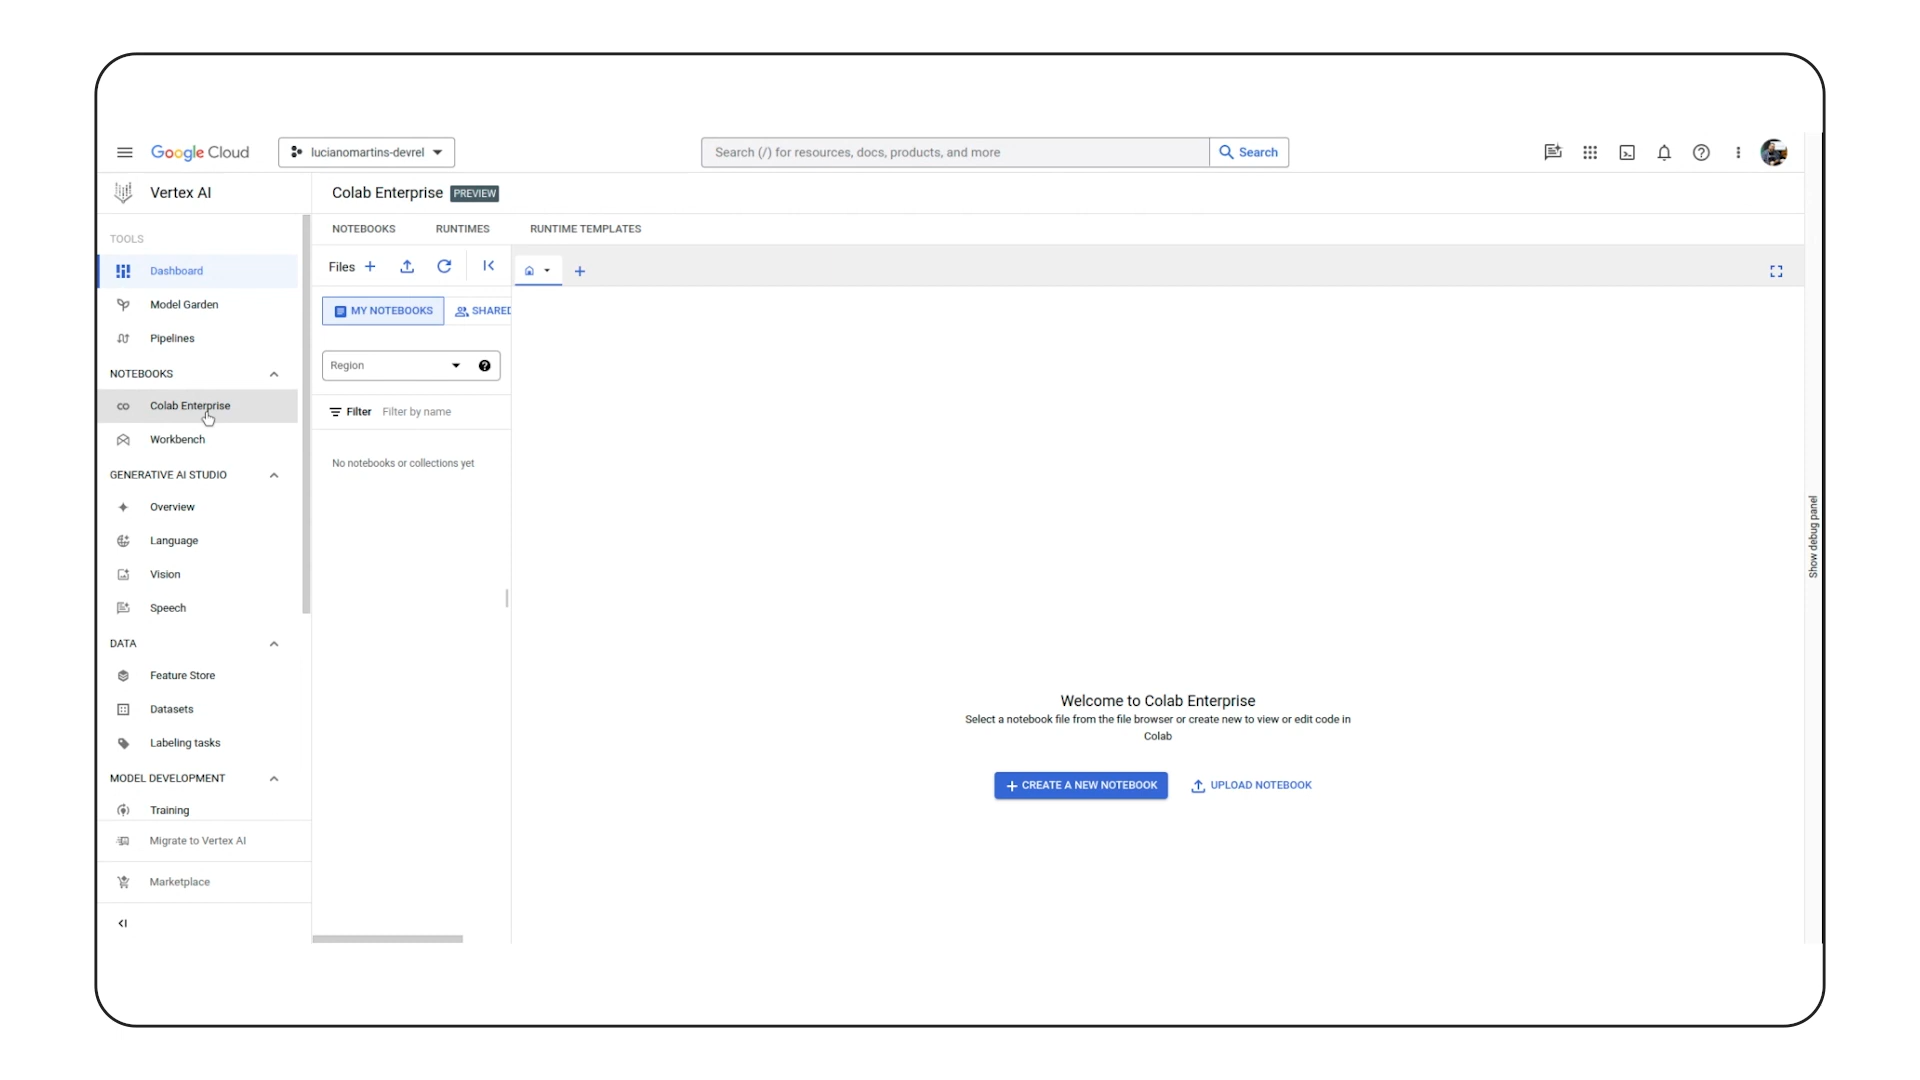 Google Cloud
lucianomartins-devrel
Search (/) for resources, docs, products, and more
Search
Vertex AI
Colab Enterprise PREVIEW
NOTEBOOKS RUNTIMES RUNTIME TEMPLATES
TOOLS
Dashboard
Model Garden
Pipelines
NOTEBOOKS
Colab Enterprise
Workbench
GENERATIVE AI STUDIO
Overview
Language
Vision
Speech
DATA
Feature Store
Datasets
Labeling tasks
MODEL DEVELOPMENT
Training
Migrate to Vertex AI
Marketplace
Files
MY NOTEBOOKS SHARED
Region
Filter Filter by name
No notebooks or collections yet
Welcome to Colab Enterprise
Select a notebook file from the file browser or create new to view or edit code in
Colab
CREATE A NEW NOTEBOOK UPLOAD NOTEBOOK
Show debug panel